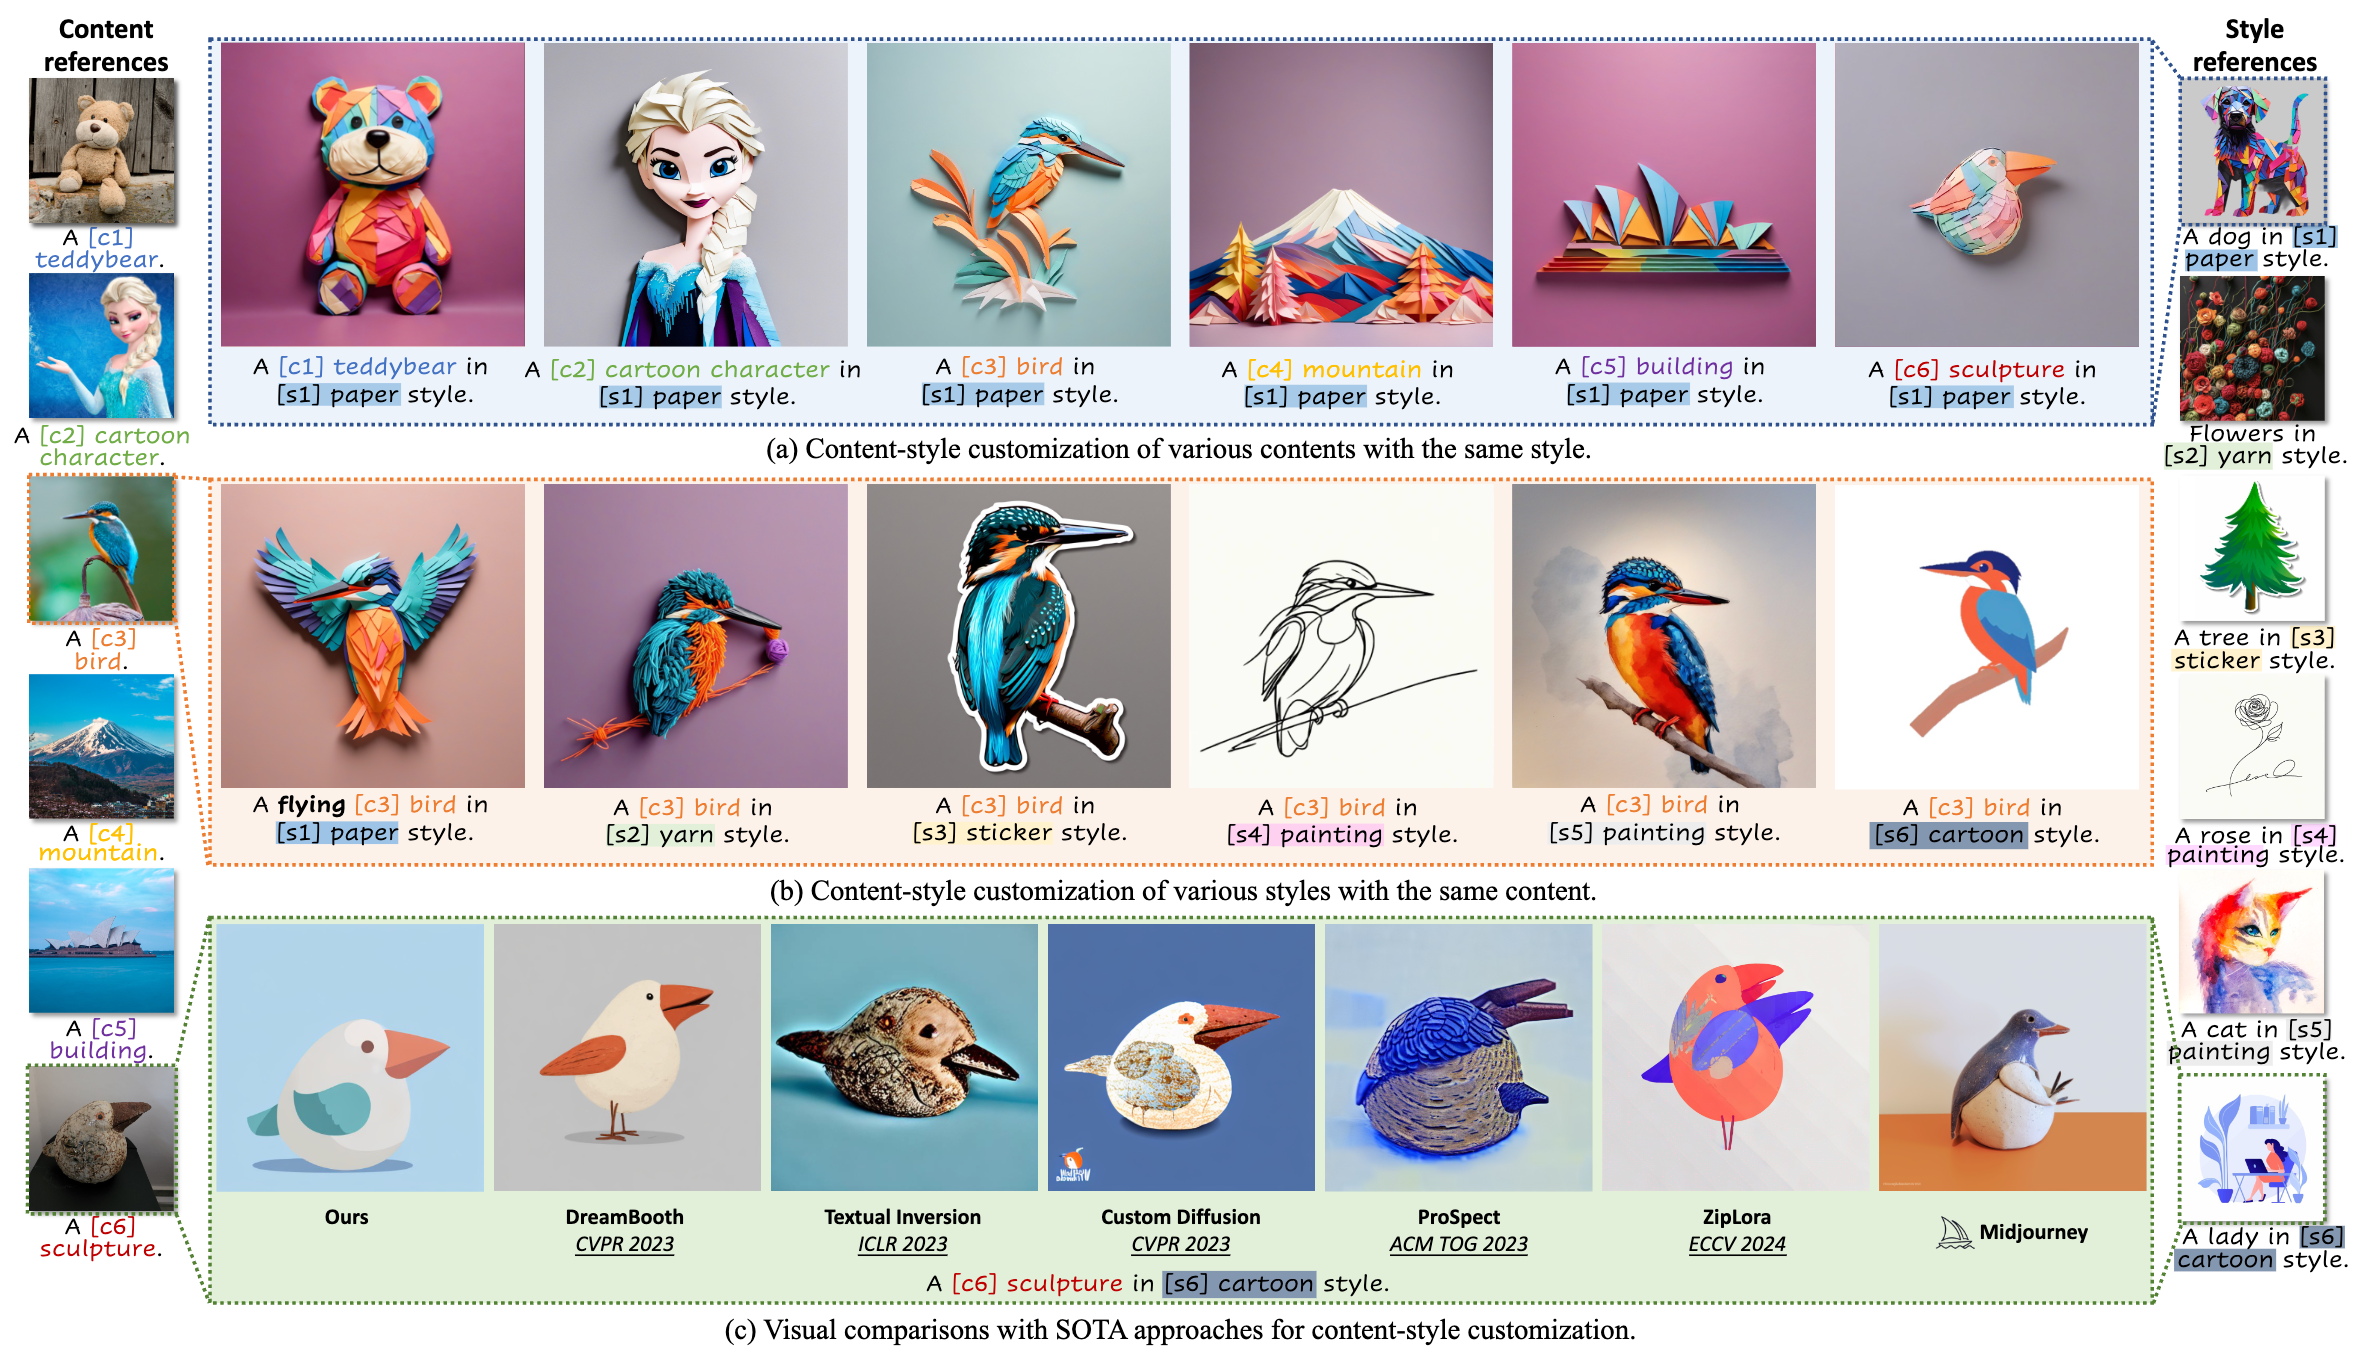 Content
references
A [c1]
teddybear.
A [c2] cartoon
character.
A [c3]
bird.
A [c4]
mountain.
A [c5]
building.
A [c6]
sculpture.
A [c1] teddybear in
[s1] paper style.
A [c2] cartoon character in
[s1] paper style.
A [c3] bird in
[s1] paper style.
A [c4] mountain in
[s1] paper style.
A [c5] building in
[s1] paper style.
A [c6] sculpture in
[s1] paper style.
(a) Content-style customization of various contents with the same style.
A flying [c3] bird in
[s1] paper style.
A [c3] bird in
[s2] yarn style.
A [c3] bird in
[s3] sticker style.
A [c3] bird in
[s4] painting style.
A [c3] bird in
[s5] painting style.
A [c3] bird in
[s6] cartoon style.
(b) Content-style customization of various styles with the same content.
Ours
DreamBooth
CVPR 2023
Textual Inversion
ICLR 2023
Custom Diffusion
CVPR 2023
ProSpect
ACM TOG 2023
ZipLora
ECCV 2024
Midjourney
A [c6] sculpture in [s6] cartoon style.
(c) Visual comparisons with SOTA approaches for content-style customization.
Style
references
A dog in [s1]
paper style.
Flowers in
[s2] yarn style.
A tree in [s3]
sticker style.
A rose in [s4]
painting style.
A cat in [s5]
painting style.
A lady in [s6]
cartoon style.